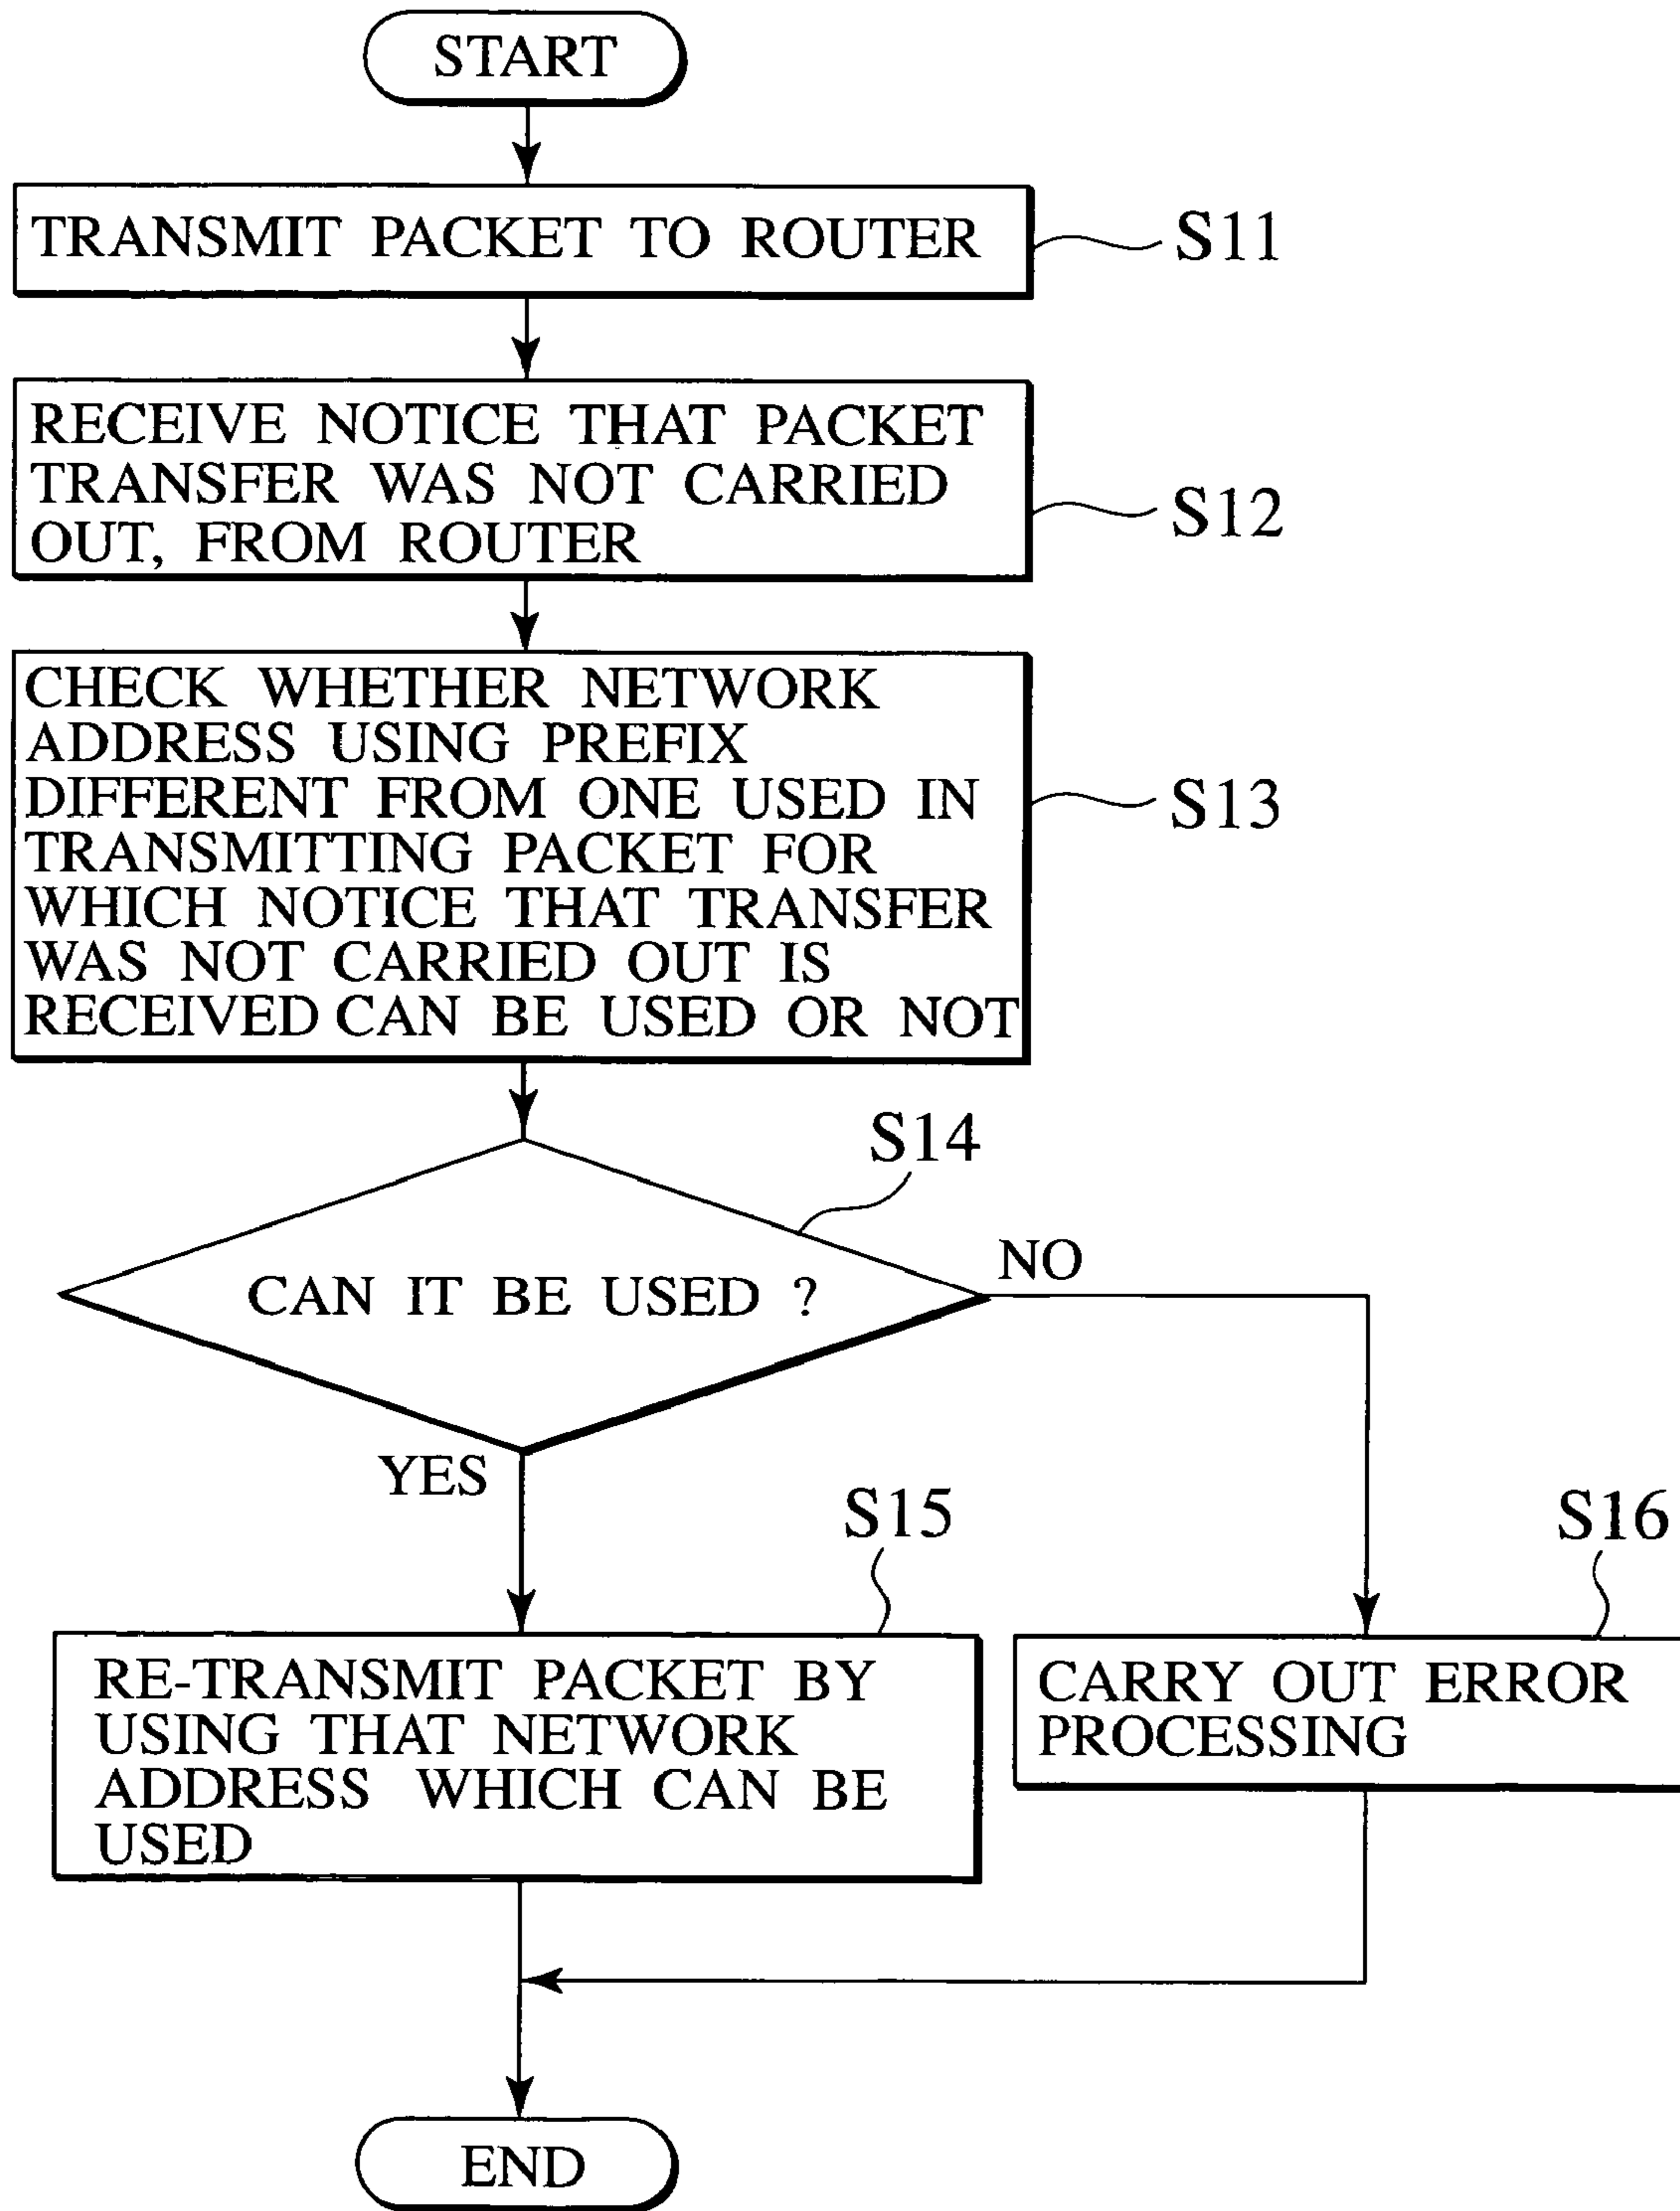 START
TRANSMIT PACKET TO ROUTER
S11
RECEIVE NOTICE THAT PACKET
TRANSFER WAS NOT CARRIED
OUT, FROM ROUTER
S12
CHECK WHETHER NETWORK
ADDRESS USING PREFIX
DIFFERENT FROM ONE USED IN
TRANSMITTING PACKET FOR
WHICH NOTICE THAT TRANSFER
WAS NOT CARRIED OUT IS
RECEIVED CAN BE USED OR NOT
S13
S14
CAN IT BE USED ?
NO
YES
S15
RE-TRANSMIT PACKET BY
USING THAT NETWORK
ADDRESS WHICH CAN BE
USED
S16
CARRY OUT ERROR
PROCESSING
END